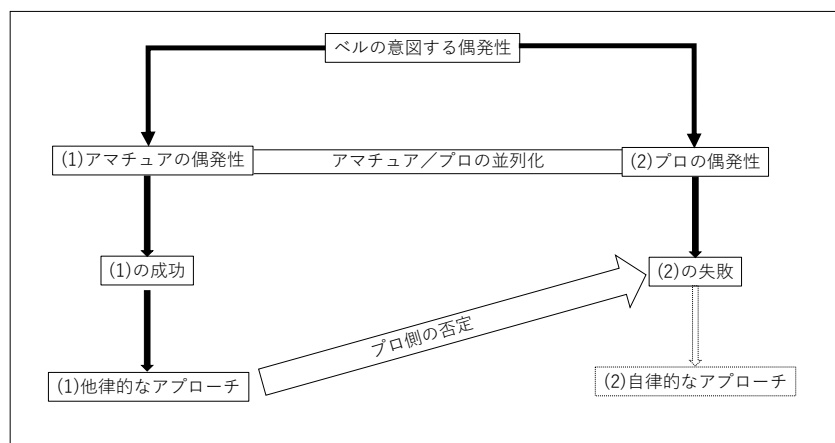 ベルの意図する偶発性
(1)アマチュアの偶発性
アマチュア／プロの並列化
(2)プロの偶発性
(1)の成功
(2)の失敗
プロ側の否定
(1)他律的なアプローチ
(2)自律的なアプローチ